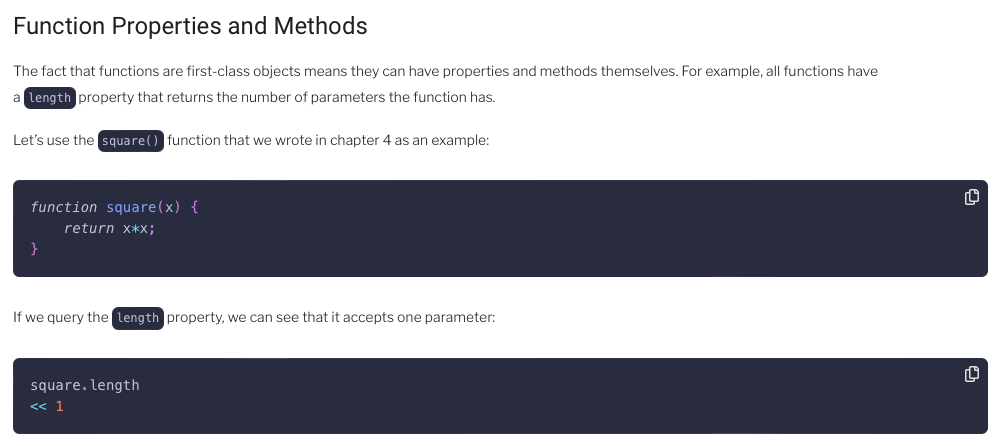 Function Properties and Methods
The fact that functions are first-class objects means they can have properties and methods themselves. For example, all functions have
a length property that returns the number of parameters the function has.
Let’s use the square() function that we wrote in chapter 4 as an example:
function square(x) {
    return x*x;
}
If we query the length property, we can see that it accepts one parameter:
square.length
<< 1